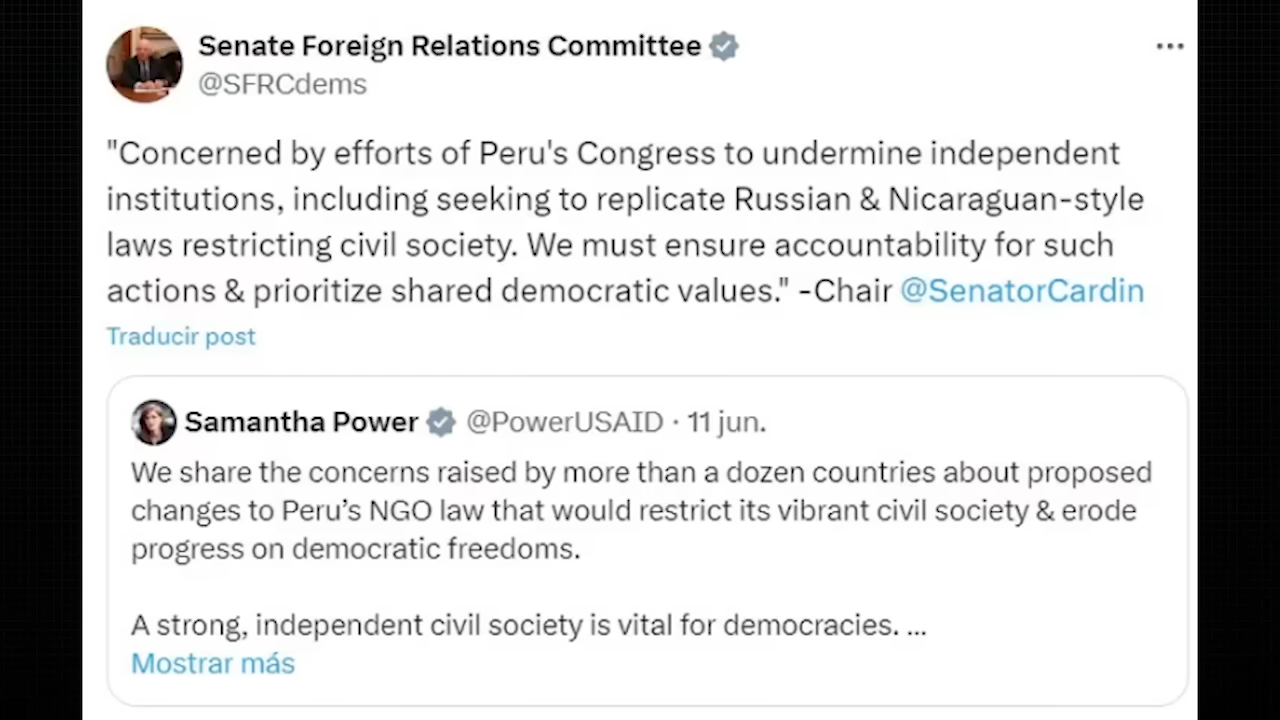 Senate Foreign Relations Committee
@SFRCdems
"Concerned by efforts of Peru's Congress to undermine independent
institutions, including seeking to replicate Russian & Nicaraguan-style
laws restricting civil society. We must ensure accountability for such
actions & prioritize shared democratic values." -Chair @SenatorCardin
Traducir post
Samantha Power @PowerUSAID · 11 jun.
We share the concerns raised by more than a dozen countries about proposed
changes to Peru’s NGO law that would restrict its vibrant civil society & erode
progress on democratic freedoms.
A strong, independent civil society is vital for democracies. ...
Mostrar más